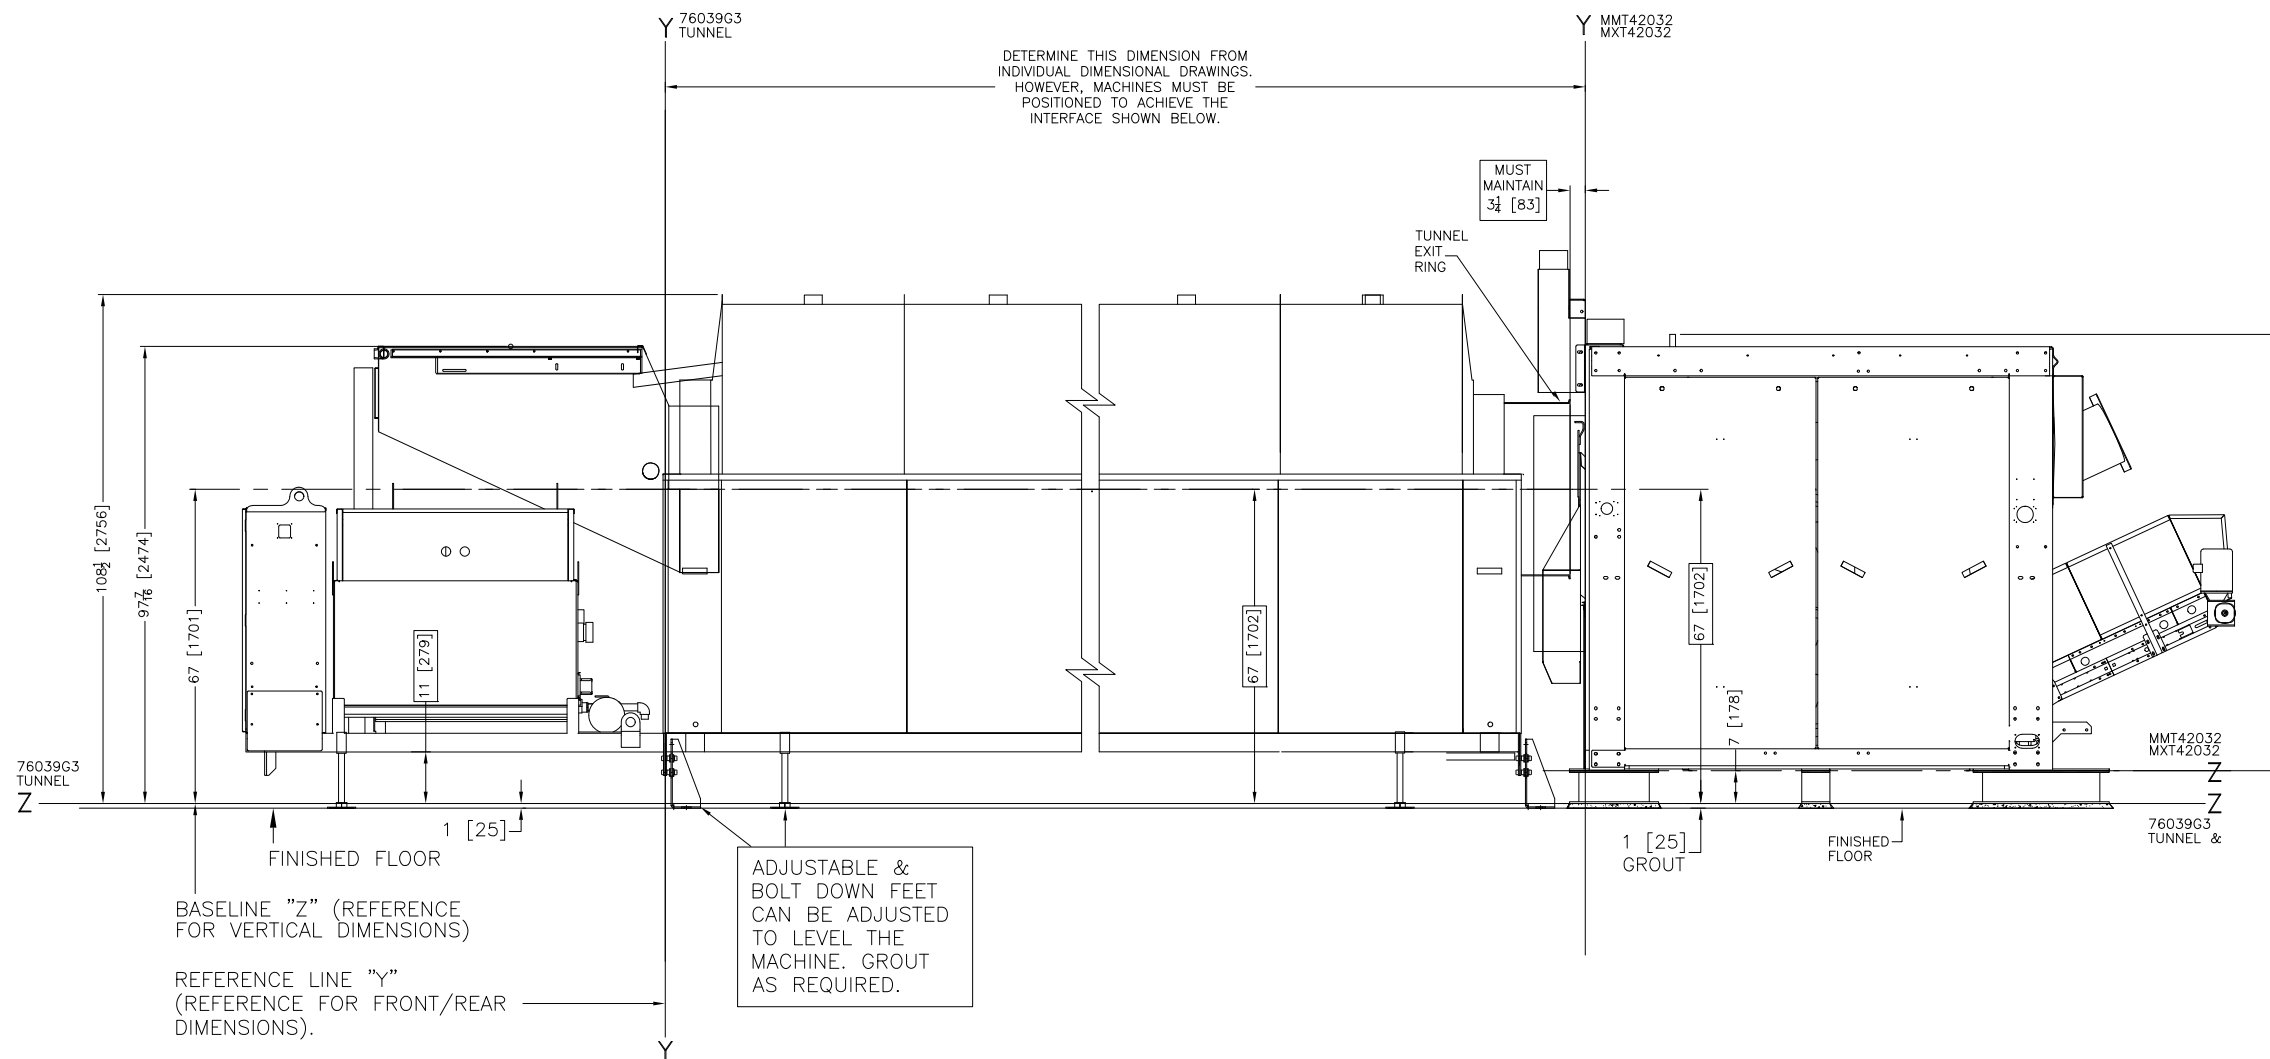 Y 76039G3
TUNNEL
Y MMT42032
MXT42032
DETERMINE THIS DIMENSION FROM
INDIVIDUAL DIMENSIONAL DRAWINGS.
HOWEVER, MACHINES MUST BE
POSITIONED TO ACHIEVE THE
INTERFACE SHOWN BELOW.
MUST
MAINTAIN
3 1/4 [83]
TUNNEL
EXIT
RING
108 1/2 [2756]
97 7/16 [2474]
67 [1701]
11 [279]
67 [1702]
67 [1702]
7 [178]
76039G3
TUNNEL
Z
MMT42032
MXT42032
Z
Z
76039G3
TUNNEL &
1 [25]
FINISHED FLOOR
1 [25]
GROUT
FINISHED
FLOOR
ADJUSTABLE &
BOLT DOWN FEET
CAN BE ADJUSTED
TO LEVEL THE
MACHINE. GROUT
AS REQUIRED.
BASELINE "Z" (REFERENCE
FOR VERTICAL DIMENSIONS)
REFERENCE LINE "Y"
(REFERENCE FOR FRONT/REAR
DIMENSIONS).
Y